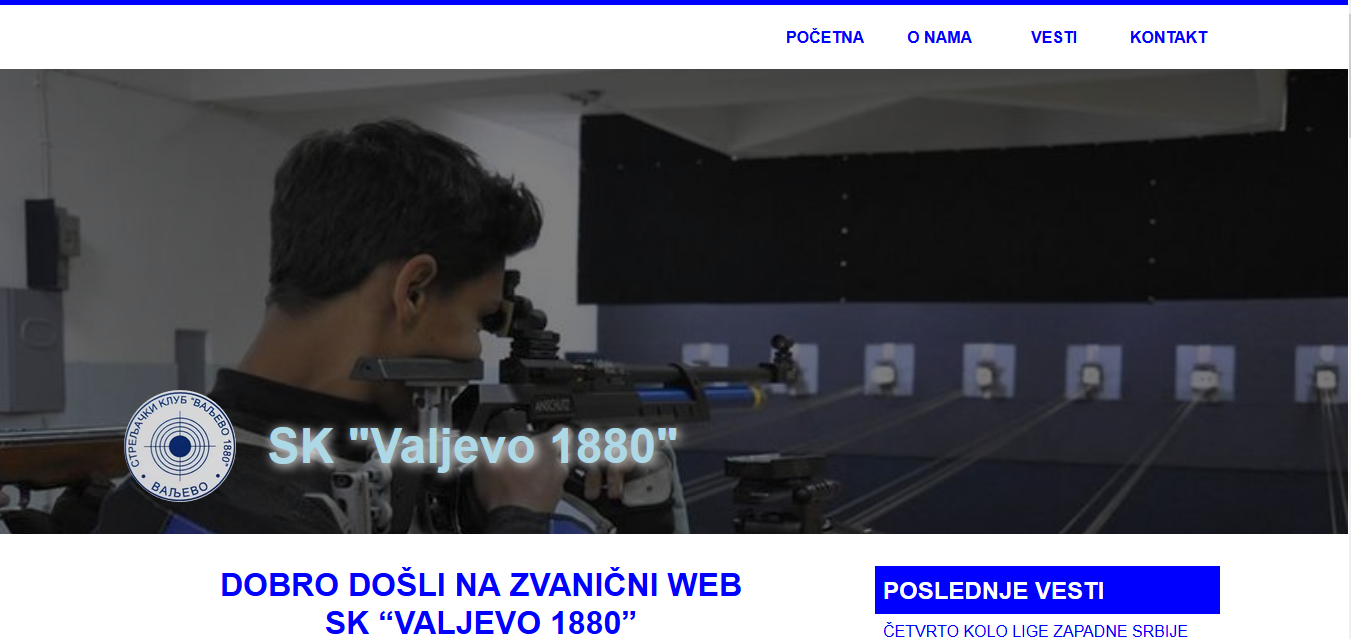 POČETNA O NAMA VESTI KONTAKT
ANSCHÜTZ
СТРЕЉАЧКИ КЛУБ "ВАЉЕВО 1880"
ВАЉЕВО
SK "Valjevo 1880"
DOBRO DOŠLI NA ZVANIČNI WEB
SK “VALJEVO 1880”
POSLEDNJE VESTI
ČETVRTO KOLO LIGE ZAPADNE SRBIJE